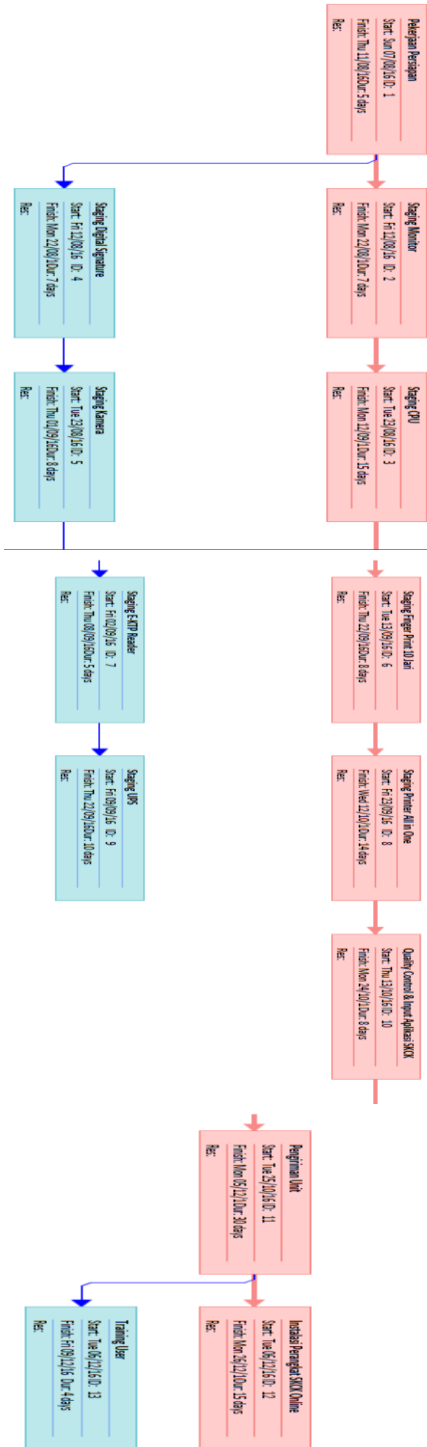 Pekerjaan Persiapan
Start: Sun 07/08/16 ID: 1
Finish: Thu 11/08/16 Dur: 5 days
Res:
Staging Monitor
Start: Fri 12/08/16 ID: 2
Finish: Mon 22/08/1 Dur: 7 days
Res:
Staging Digital Signature
Start: Fri 12/08/16 ID: 4
Finish: Mon 22/08/1 Dur: 7 days
Res:
Staging CPU
Start: Tue 23/08/16 ID: 3
Finish: Mon 12/09/1 Dur: 15 days
Res:
Staging Kamera
Start: Tue 23/08/16 ID: 5
Finish: Thu 01/09/16 Dur: 8 days
Res:
Staging Finger Print 10 Jari
Start: Tue 13/09/16 ID: 6
Finish: Thu 22/09/16 Dur: 8 days
Res:
Staging E-KTP Reader
Start: Fri 02/09/16 ID: 7
Finish: Thu 08/09/16 Dur: 5 days
Res:
Staging Printer All in One
Start: Fri 23/09/16 ID: 8
Finish: Wed 12/10/1 Dur: 14 days
Res:
Staging UPS
Start: Fri 09/09/16 ID: 9
Finish: Thu 22/09/16 Dur: 10 days
Res:
Quality Control & Input Aplikasi SKCK
Start: Thu 13/10/16 ID: 10
Finish: Mon 24/10/1 Dur: 8 days
Res:
Pengiriman Unit
Start: Tue 25/10/16 ID: 11
Finish: Mon 05/12/1 Dur: 30 days
Res:
Instalasi Perangkat SKCK Online
Start: Tue 06/12/16 ID: 12
Finish: Mon 26/12/1 Dur: 15 days
Res:
Training User
Start: Tue 06/12/16 ID: 13
Finish: Fri 09/12/16 Dur: 4 days
Res: